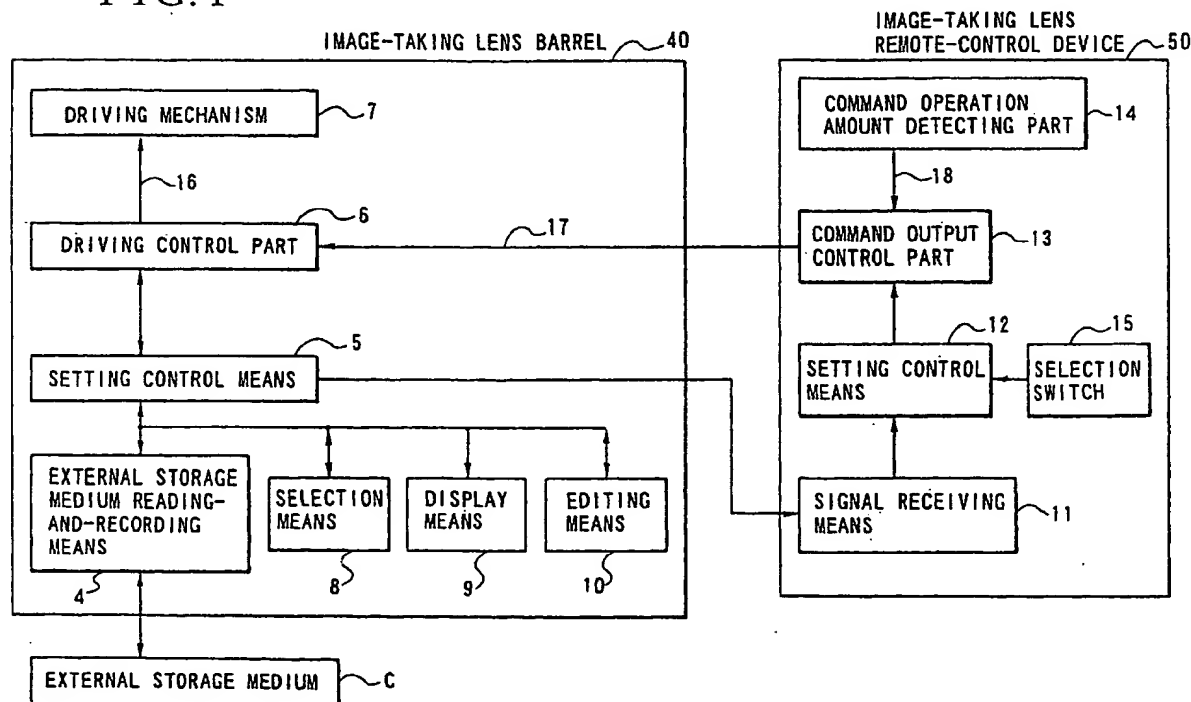 FIG. 1
IMAGE-TAKING LENS BARREL
40
DRIVING MECHANISM
7
16
6
DRIVING CONTROL PART
17
5
SETTING CONTROL MEANS
EXTERNAL STORAGE
MEDIUM READING-
AND-RECORDING
MEANS
4
SELECTION
MEANS
8
DISPLAY
MEANS
9
EDITING MEANS
10
EXTERNAL STORAGE MEDIUM
C
IMAGE-TAKING LENS
REMOTE-CONTROL DEVICE
50
COMMAND OPERATION
AMOUNT DETECTING PART
14
18
COMMAND OUTPUT
CONTROL PART
13
12
SETTING CONTROL
MEANS
15
SELECTION
SWITCH
SIGNAL RECEIVING
MEANS
11